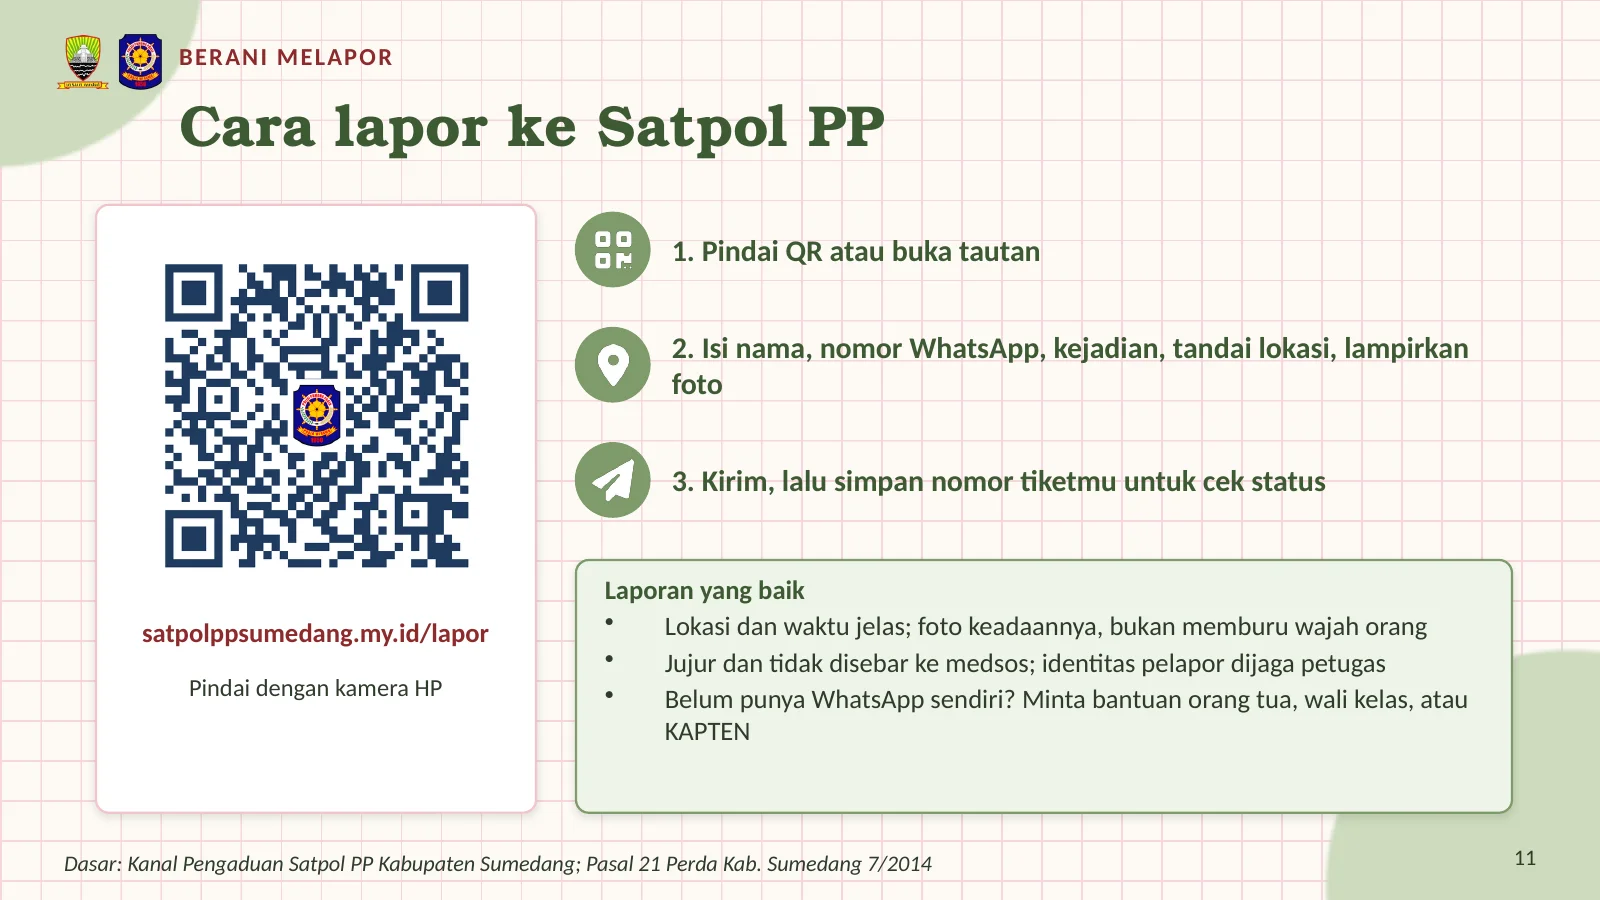 BERANI MELAPOR
Cara lapor ke Satpol PP
satpolppsumedang.my.id/lapor
Pindai dengan kamera HP
1. Pindai QR atau buka tautan
2. Isi nama, nomor WhatsApp, kejadian, tandai lokasi, lampirkan
foto
3. Kirim, lalu simpan nomor tiketmu untuk cek status
Laporan yang baik
• Lokasi dan waktu jelas; foto keadaannya, bukan memburu wajah orang
• Jujur dan tidak disebar ke medsos; identitas pelapor dijaga petugas
• Belum punya WhatsApp sendiri? Minta bantuan orang tua, wali kelas, atau
KAPTEN
Dasar: Kanal Pengaduan Satpol PP Kabupaten Sumedang; Pasal 21 Perda Kab. Sumedang 7/2014
11